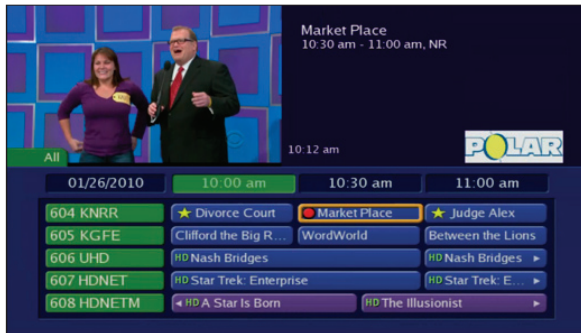 Market Place
10:30 am - 11:00 am, NR
10:12 am
POLAR
All
01/26/2010 10:00 am 10:30 am 11:00 am
604 KNRR Divorce Court Market Place Judge Alex
605 KGFE Clifford the Big R... WordWorld Between the Lions
606 UHD HD Nash Bridges HD Nash Bridges
607 HDNET HD Star Trek: Enterprise HD Star Trek: E...
608 HDNETM HD A Star Is Born HD The Illusionist